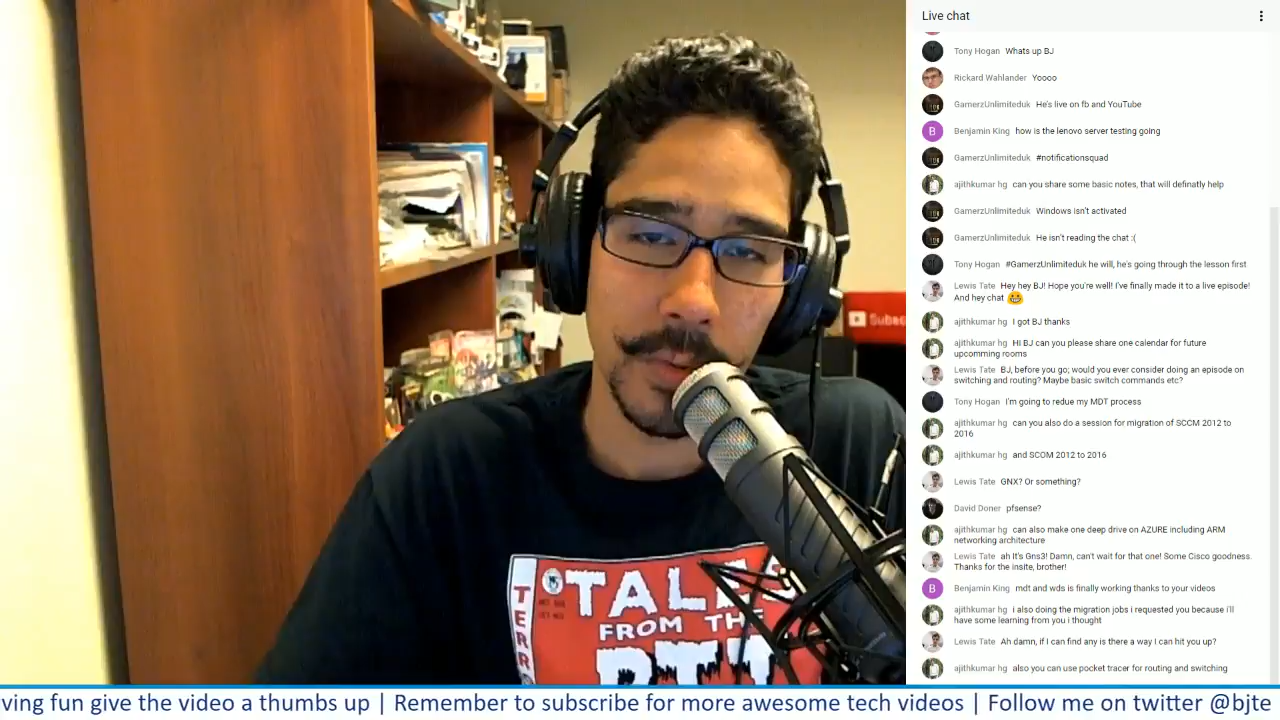 Live chat
Tony Hogan Whats up BJ
Rickard Wahlander Yoooo
GamerzUnlimiteduk He's live on fb and YouTube
B
Benjamin King how is the lenovo server testing going
GamerzUnlimiteduk #notificationsquad
ajithkumar hg can you share some basic notes, that will definatly help
GamerzUnlimiteduk Windows isn't activated
GamerzUnlimiteduk He isn't reading the chat :(
Tony Hogan #GamerzUnlimiteduk he will, he's going through the lesson first
Lewis Tate Hey hey BJ! Hope you're well! I've finally made it to a live episode!
And hey chat
ajithkumar hg I got BJ thanks
ajithkumar hg HI BJ can you please share one calendar for future
upcomming rooms
Lewis Tate BJ, before you go; would you ever consider doing an episode on
switching and routing? Maybe basic switch commands etc?
Tony Hogan I'm going to redue my MDT process
ajithkumar hg can you also do a session for migration of SCCM 2012 to
2016
ajithkumar hg and SCOM 2012 to 2016
Lewis Tate GNX? Or something?
David Doner pfsense?
ajithkumar hg can also make one deep drive on AZURE including ARM
networking architecture
Lewis Tate ah It's Gns3! Damn, can't wait for that one! Some Cisco goodness.
Thanks for the insite, brother!
B
Benjamin King mdt and wds is finally working thanks to your videos
ajithkumar hg i also doing the migration jobs i requested you because i'll
have some learning from you i thought
Lewis Tate Ah damn, if I can find any is there a way I can hit you up?
ajithkumar hg also you can use pocket tracer for routing and switching
Subsc
TERR
TALES
FROM THE
ving fun give the video a thumbs up | Remember to subscribe for more awesome tech videos | Follow me on twitter @bjte